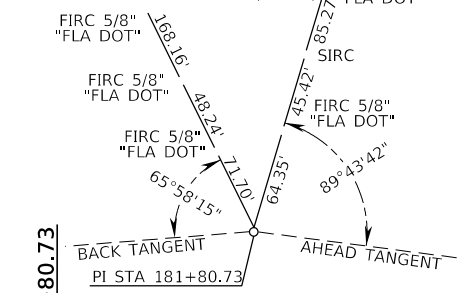 FLA DOT"
FIRC 5/8"
"FLA DOT"
168.16'
85.27
SIRC
FIRC 5/8"
"FLA DOT"
48.24'
45.42'
FIRC 5/8"
"FLA DOT"
FIRC 5/8"
"FLA DOT"
71.70'
64.35'
65°58'15"
89°43'42"
80.73
BACK TANGENT
AHEAD TANGENT
PI STA 181+80.73